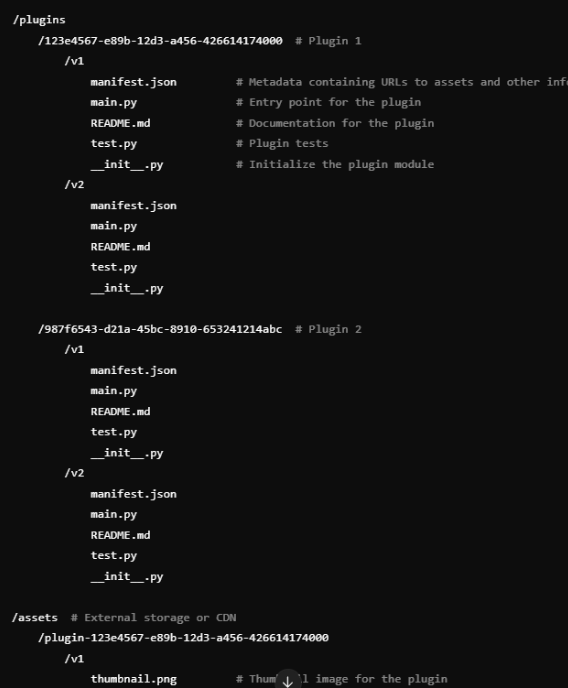 /plugins
/123e4567-e89b-12d3-a456-426614174000 # Plugin 1
/v1
manifest.json # Metadata containing URLs to assets and other
main.py # Entry point for the plugin
README.md # Documentation for the plugin
test.py # Plugin tests
__init__.py # Initialize the plugin module
/v2
manifest.json
main.py
README.md
test.py
__init__.py
/987f6543-d21a-45bc-8910-653241214abc # Plugin 2
/v1
manifest.json
main.py
README.md
test.py
__init__.py
/v2
manifest.json
main.py
README.md
test.py
__init__.py
/assets # External storage or CDN
/plugin-123e4567-e89b-12d3-a456-426614174000
/v1
thumbnail.png # image for the plugin